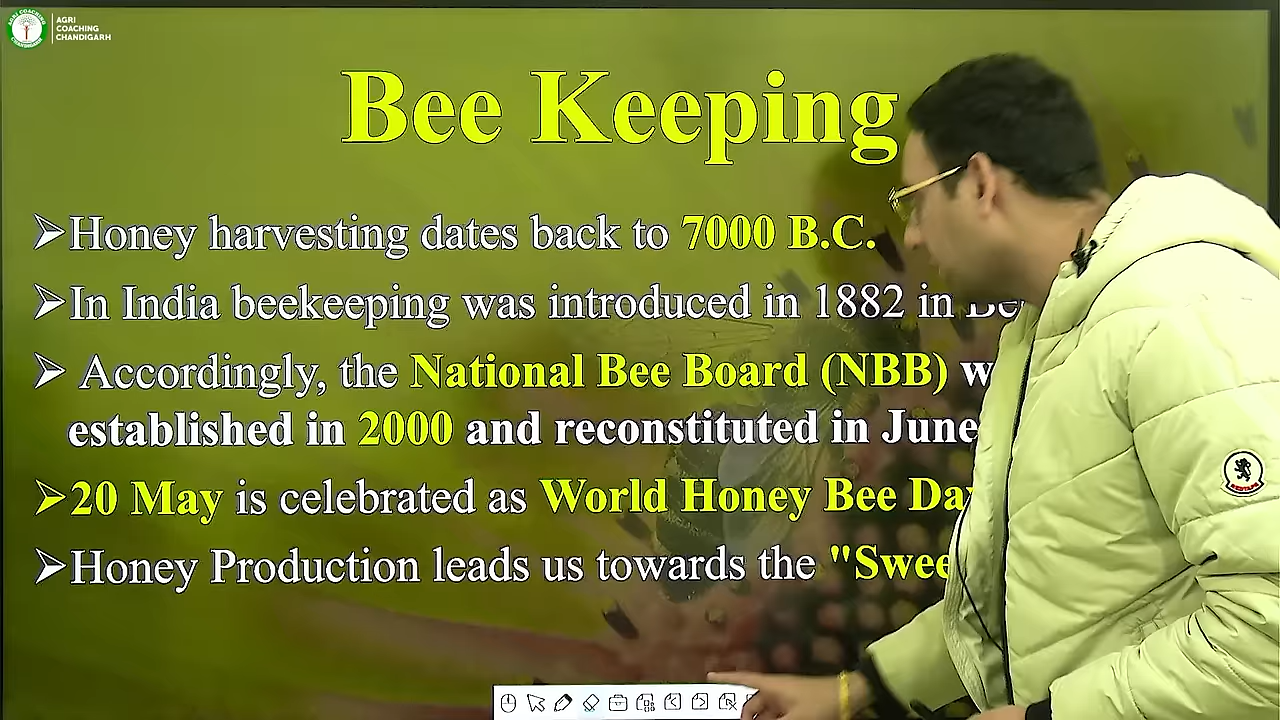 AGRI
COACHING
CHANDIGARH
Bee Keeping
➢Honey harvesting dates back to 7000 B.C.
➢In India beekeeping was introduced in 1882 in
➢ Accordingly, the National Bee Board (NBB)
established in 2000 and reconstituted in June
➢20 May is celebrated as World Honey Bee Day
➢Honey Production leads us towards the "Swee